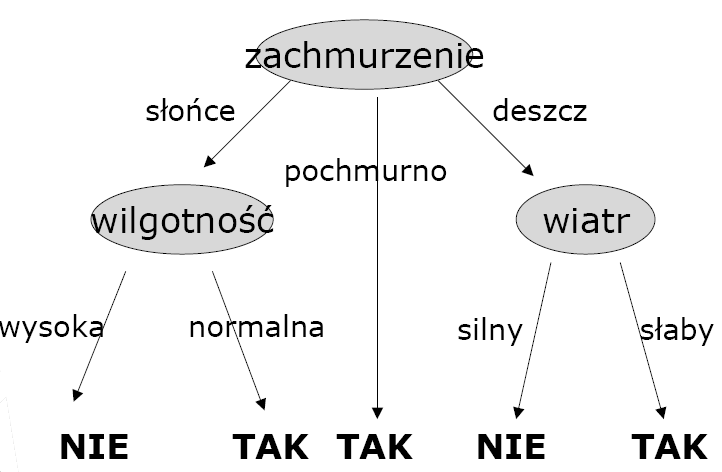 zachmurzenie
słońce
deszcz
pochmurno
wilgotność
wiatr
wysoka
normalna
silny
słaby
NIE
TAK
TAK
NIE
TAK